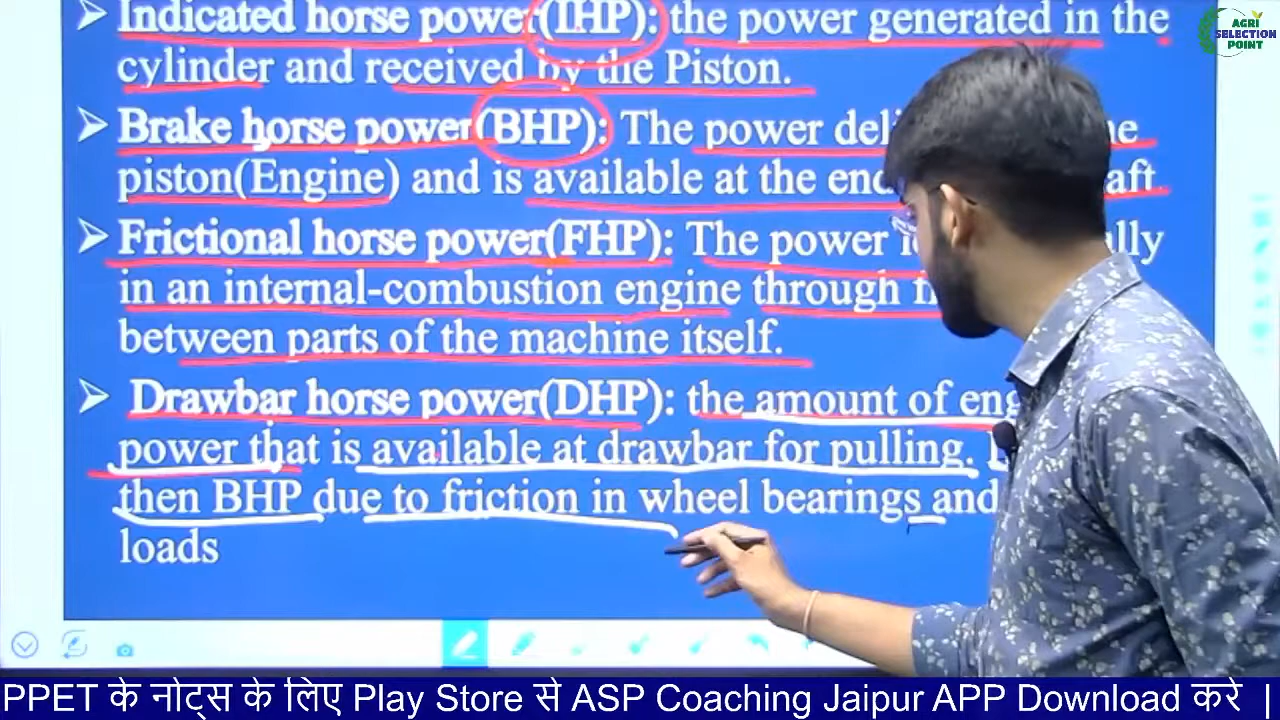 Indicated horse power(IHP): the power generated in the
cylinder and received by the Piston.
➢ Brake horse power(BHP): The power
piston(Engine) and is available at the
➢ Frictional horse power(FHP): The power
in an internal-combustion engine through
between parts of the machine itself.
➢ Drawbar horse power(DHP): the amount of
power that is available at drawbar for pulling.
then BHP due to friction in wheel bearings and
loads
AGRI
SELECTION
POINT
PPET के नोट्स के लिए Play Store से ASP Coaching Jaipur APP Download करे |